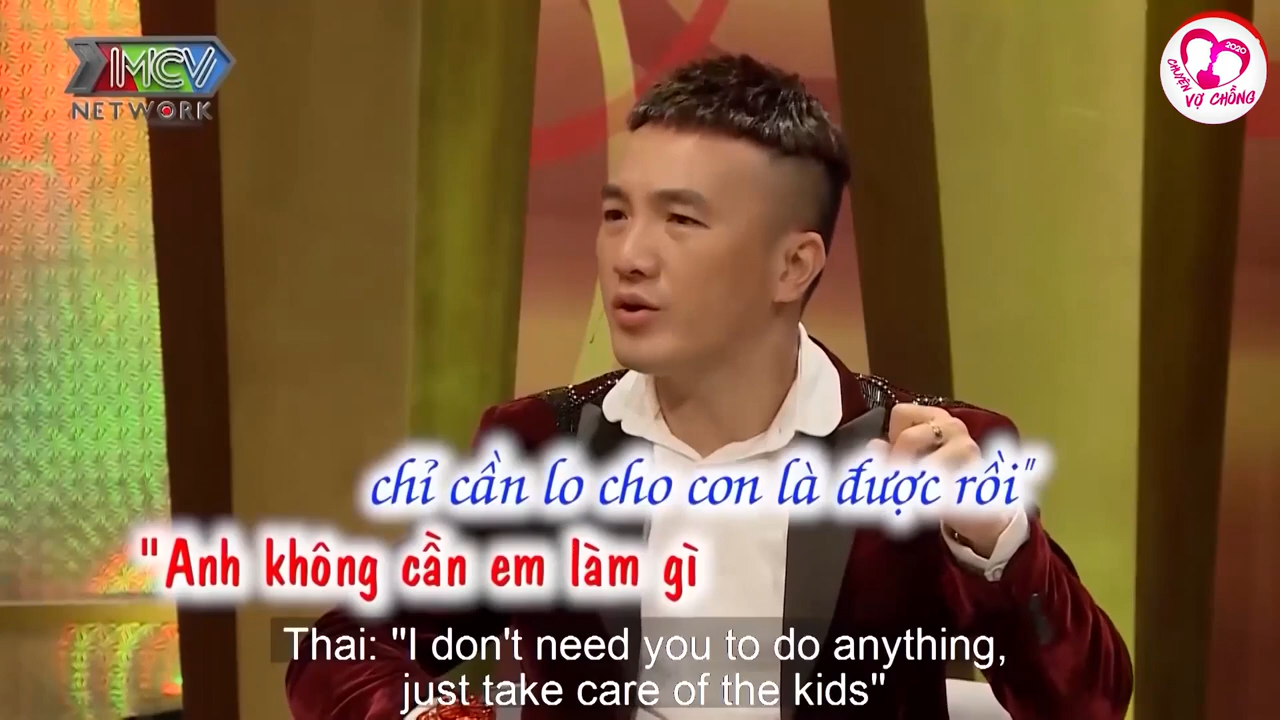 MCV
NETWORK
2020
CHUYỆN
VỢ CHỒNG
chỉ cần lo cho con là được rồi"
"Anh không cần em làm gì
Thai: "I don't need you to do anything,
just take care of the kids"